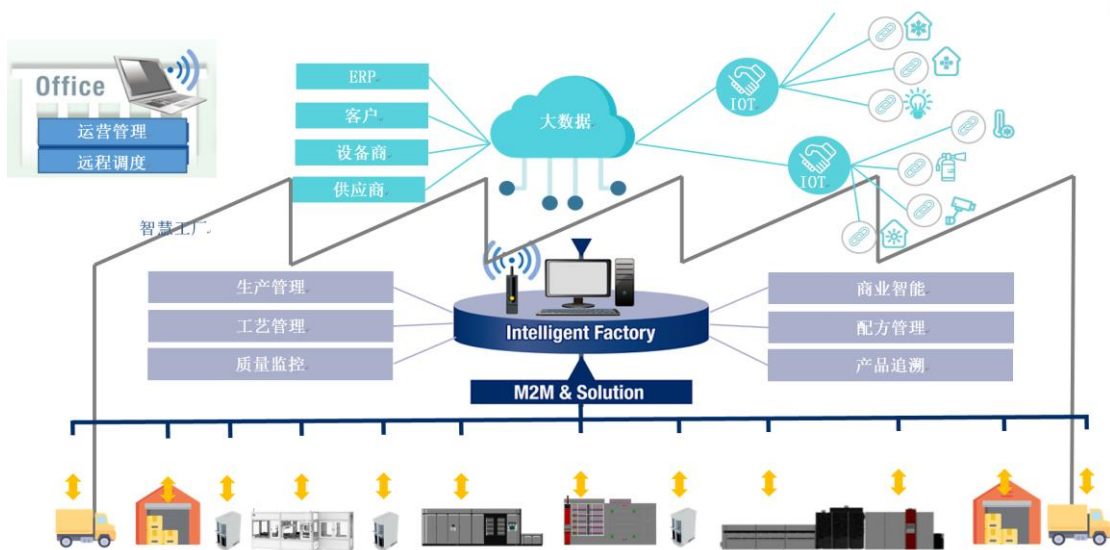 Office
运营管理
远程调度
ERP
客户
设备商
供应商
大数据
IOT
IOT
智慧工厂
生产管理
工艺管理
质量监控
Intelligent Factory
商业智能
配方管理
产品追溯
M2M & Solution